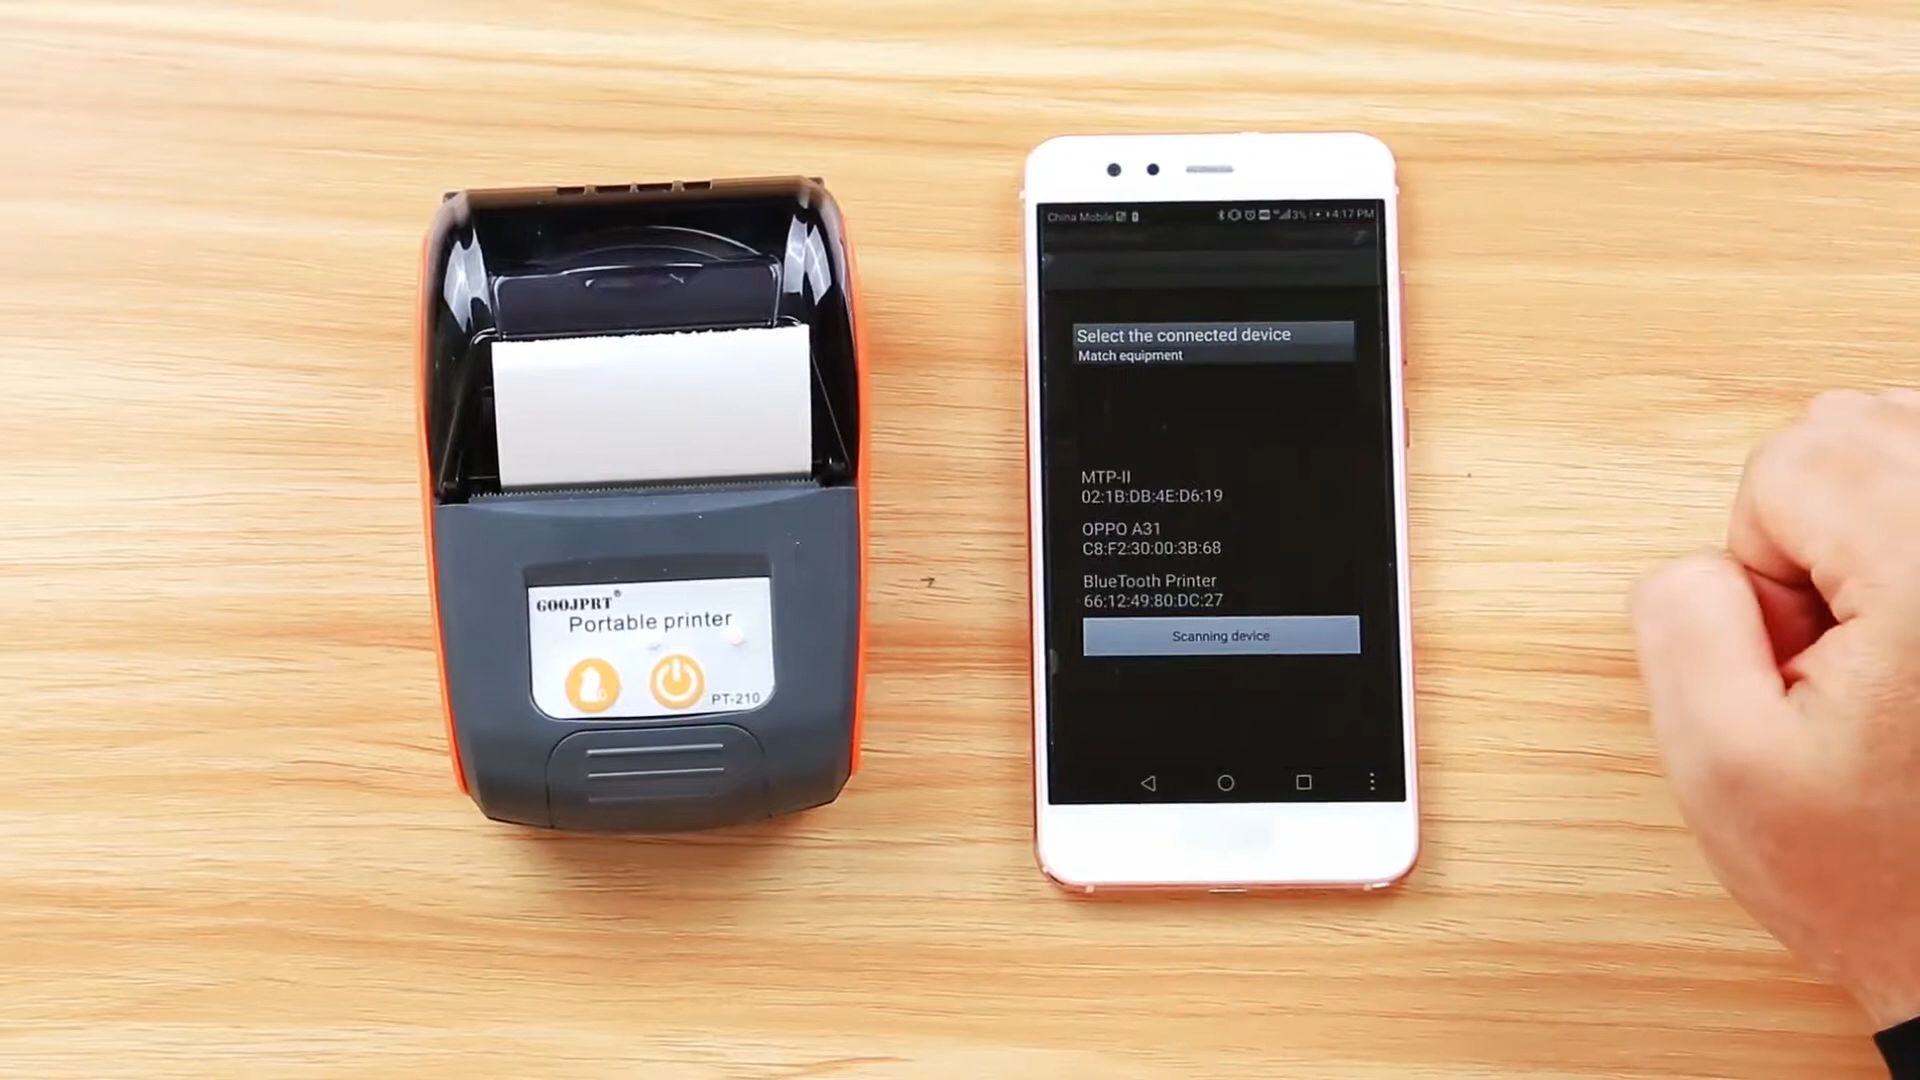 GOOJPRT®
Portable printer
PT-210
China Mobile
3%
4:17 PM
Select the connected device
Match equipment
MTP-II
02:1B:DB:4E:D6:19
OPPO A31
C8:F2:30:00:3B:68
BlueTooth Printer
66:12:49:80:DC:27
Scanning device